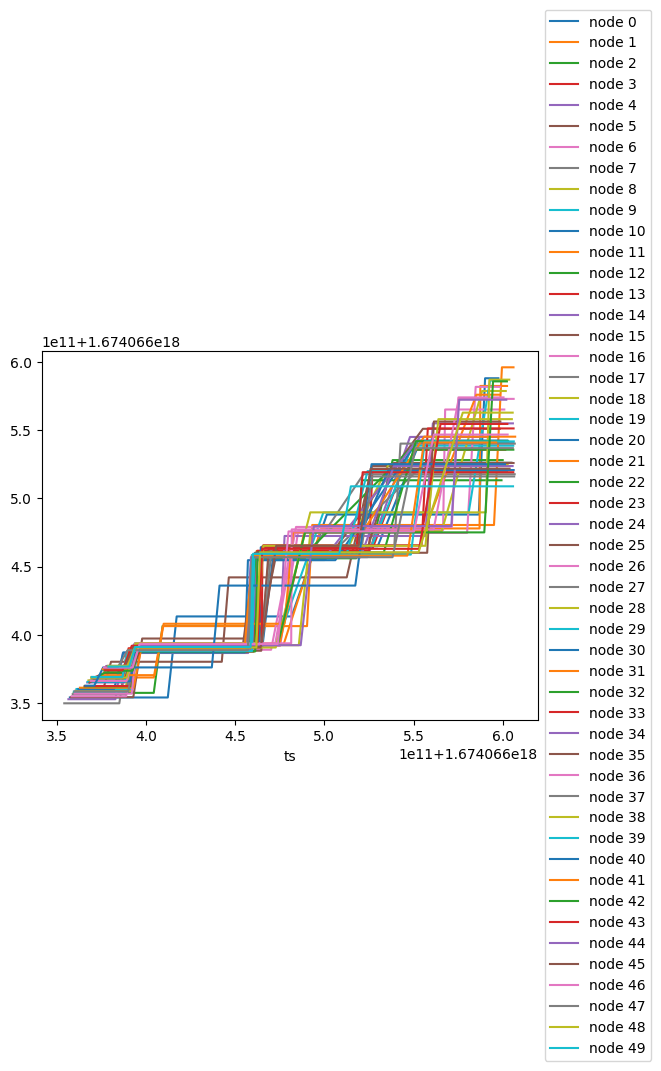 1e11+1.674066e18
6.0
5.5
5.0
4.5
4.0
3.5
3.5 4.0 4.5 5.0 5.5 6.0
1e11+1.674066e18
ts
node 0
node 1
node 2
node 3
node 4
node 5
node 6
node 7
node 8
node 9
node 10
node 11
node 12
node 13
node 14
node 15
node 16
node 17
node 18
node 19
node 20
node 21
node 22
node 23
node 24
node 25
node 26
node 27
node 28
node 29
node 30
node 31
node 32
node 33
node 34
node 35
node 36
node 37
node 38
node 39
node 40
node 41
node 42
node 43
node 44
node 45
node 46
node 47
node 48
node 49